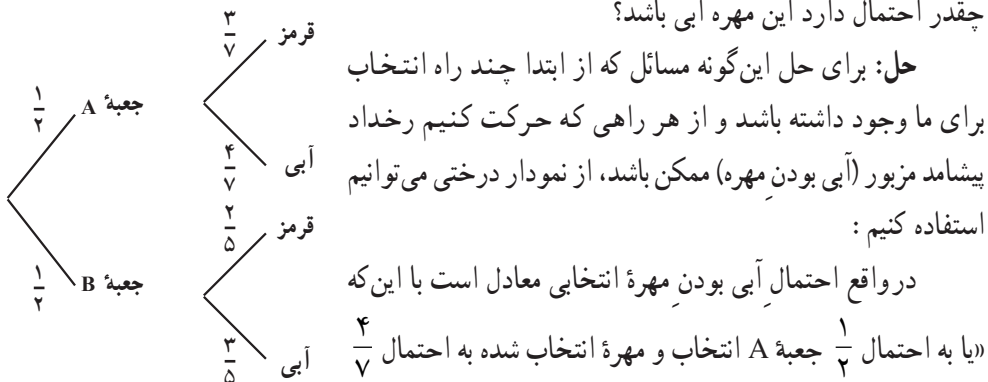 چقدر احتمال دارد این مهره آبی باشد؟
حل: برای حل این‌گونه مسائل که از ابتدا چند راه انتخاب
برای ما وجود داشته باشد و از هر راهی که حرکت کنیم رخداد
پیشامد مزبور (آبی بودنِ مهره) ممکن باشد، از نمودار درختی می‌توانیم
استفاده کنیم :
درواقع احتمالِ آبی بودنِ مهرهٔ انتخابی معادل است با این‌که
«یا به احتمال ۱/۲ جعبهٔ A انتخاب و مهرهٔ انتخاب شده به احتمال ۴/۷
۳/۷ قرمز
۱/۲ جعبهٔ A
۴/۷ آبی
۲/۵ قرمز
۱/۲ جعبهٔ B
۳/۵ آبی